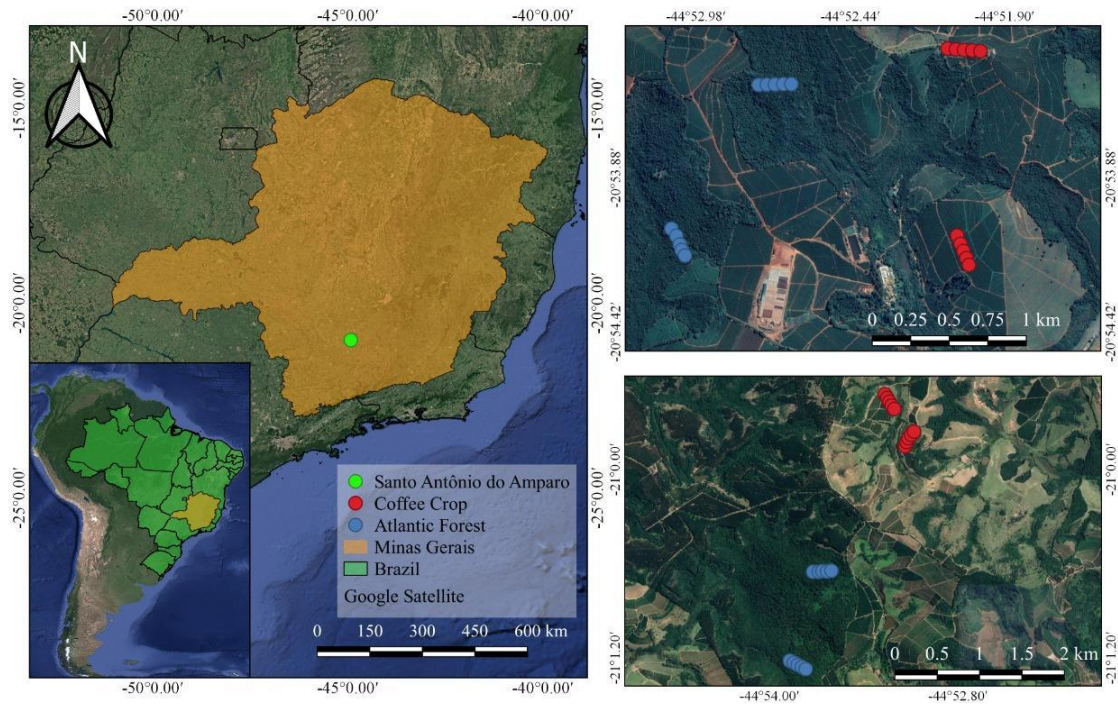 -50°0.00′ -45°0.00′ -40°0.00′
N
-15°0.00′
-15°0.00′
-20°0.00′
-20°0.00′
-25°0.00′
-25°0.00′
Santo Antônio do Amparo
Coffee Crop
Atlantic Forest
Minas Gerais
Brazil
Google Satellite
0 150 300 450 600 km
-50°0.00′ -45°0.00′ -40°0.00′
-44°52.98′ -44°52.44′ -44°51.90′
-20°53.88′
-20°53.88′
-20°54.42′
-20°54.42′
0 0.25 0.5 0.75 1 km
-21°0.00′
-21°0.00′
-21°1.20′
-21°1.20′
0 0.5 1 1.5 2 km
-44°54.00′ -44°52.80′